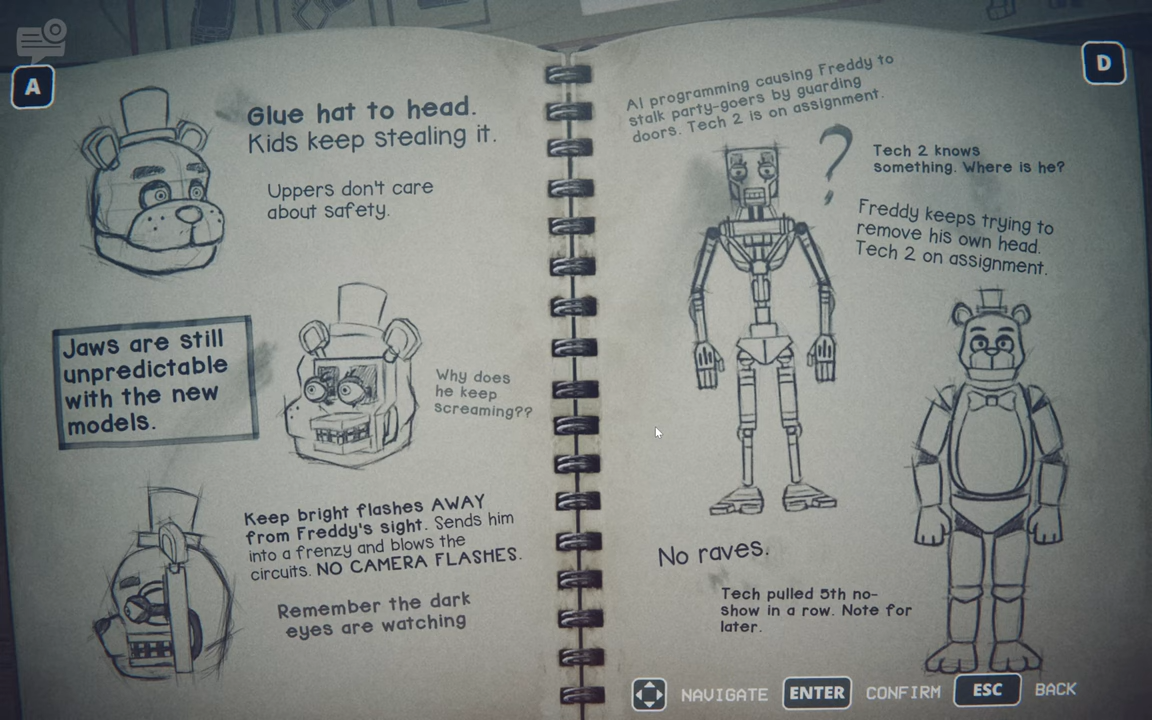 A
Glue hat to head.
Kids keep stealing it.
Uppers don't care
about safety.
Jaws are still
unpredictable
with the new
models.
Why does
he keep
screaming??
Keep bright flashes AWAY
from Freddy's sight. Sends him
into a frenzy and blows the
circuits. NO CAMERA FLASHES.
Remember the dark
eyes are watching
D
AI programming causing Freddy to
stalk party-goers by guarding
doors. Tech 2 is on assignment.
?
Tech 2 knows
something. Where is he?
Freddy keeps trying to
remove his own head.
Tech 2 on assignment.
No raves.
Tech pulled 5th no-
show in a row. Note for
later.
NAVIGATE ENTER CONFIRM ESC BACK